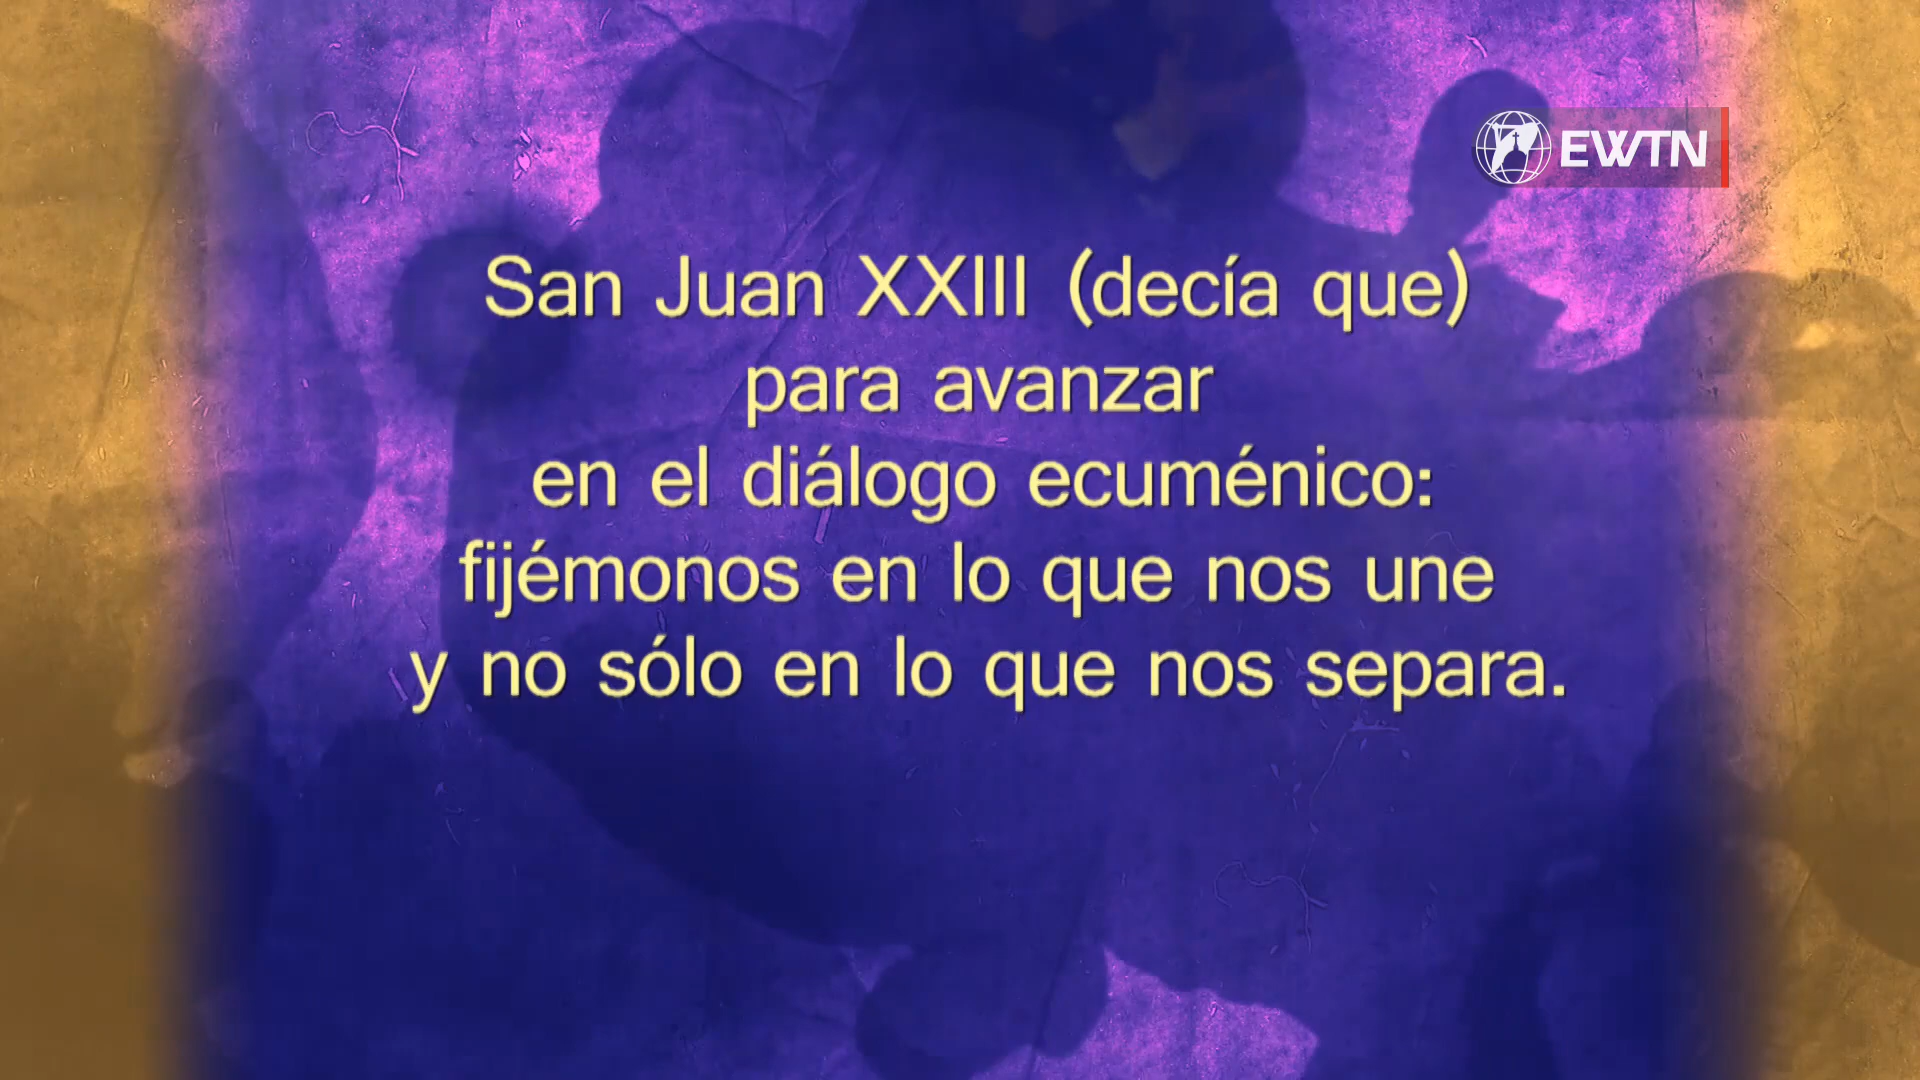 EWTN
San Juan XXIII (decía que)
para avanzar
en el diálogo ecuménico:
fijémonos en lo que nos une
y no sólo en lo que nos separa.